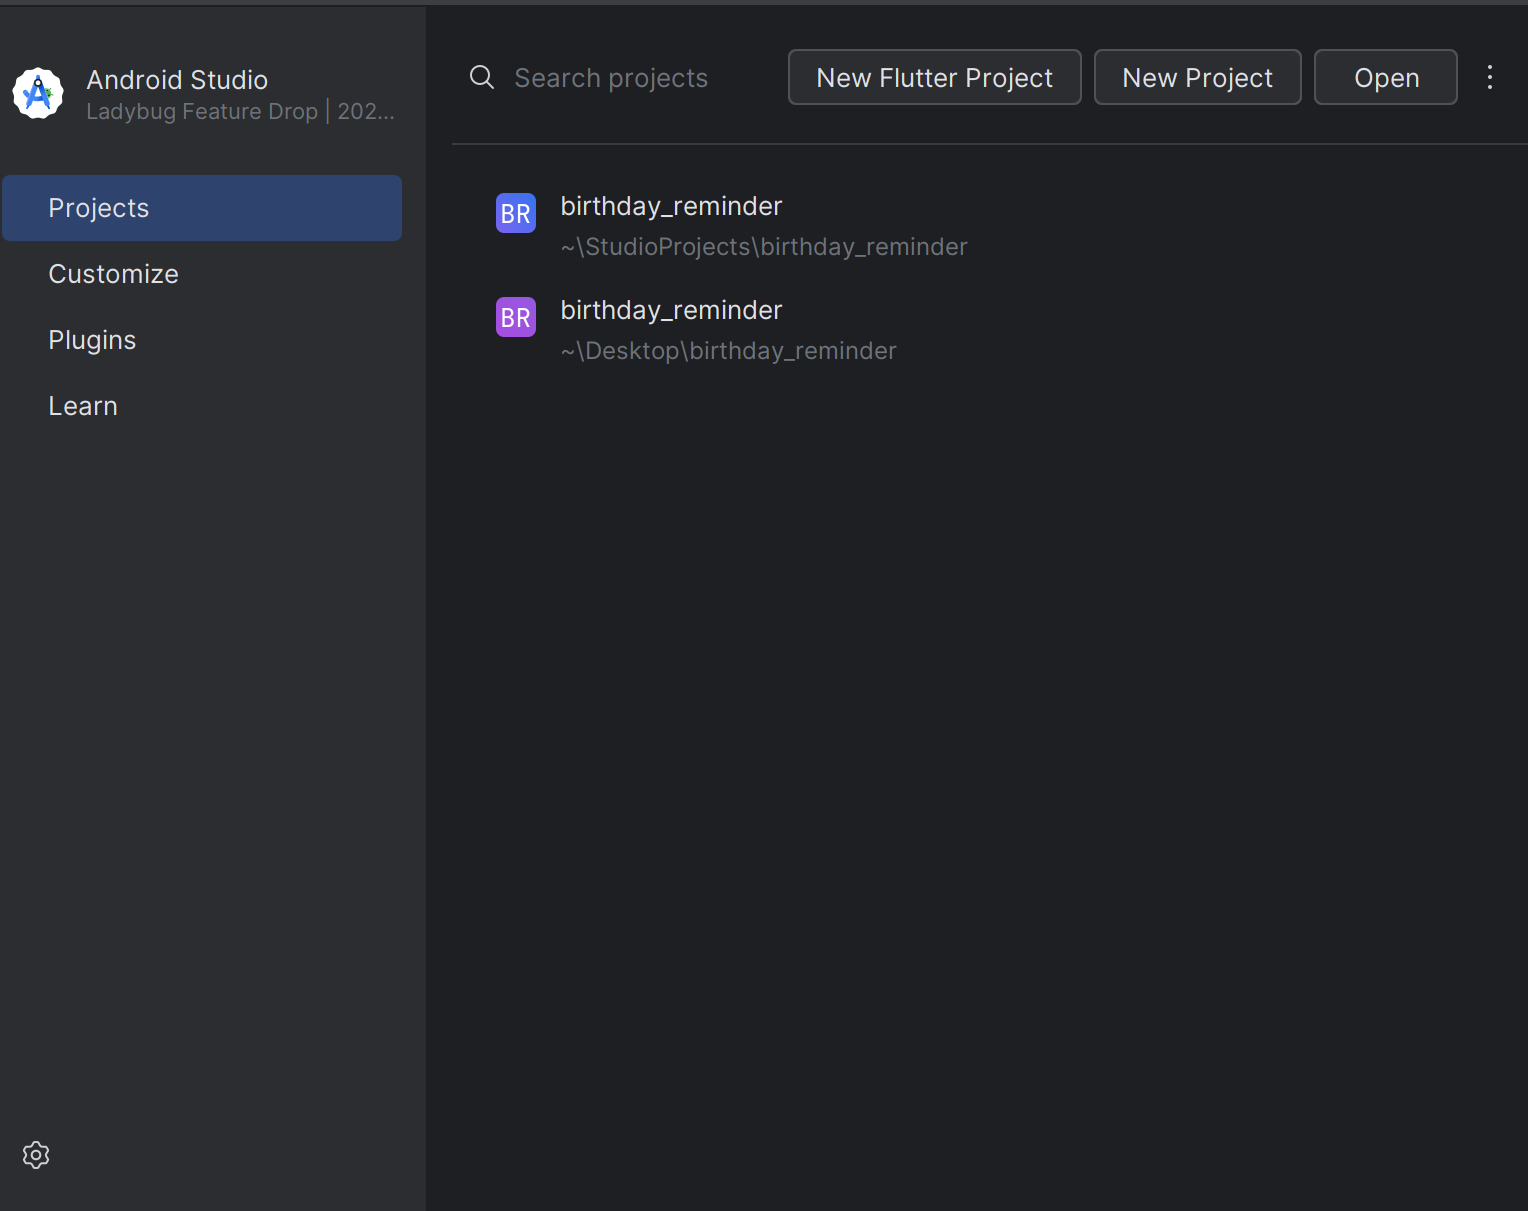 Android Studio
Ladybug Feature Drop | 202...
Projects
Customize
Plugins
Learn
Search projects
New Flutter Project
New Project
Open
BR
birthday_reminder
~\StudioProjects\birthday_reminder
BR
birthday_reminder
~\Desktop\birthday_reminder